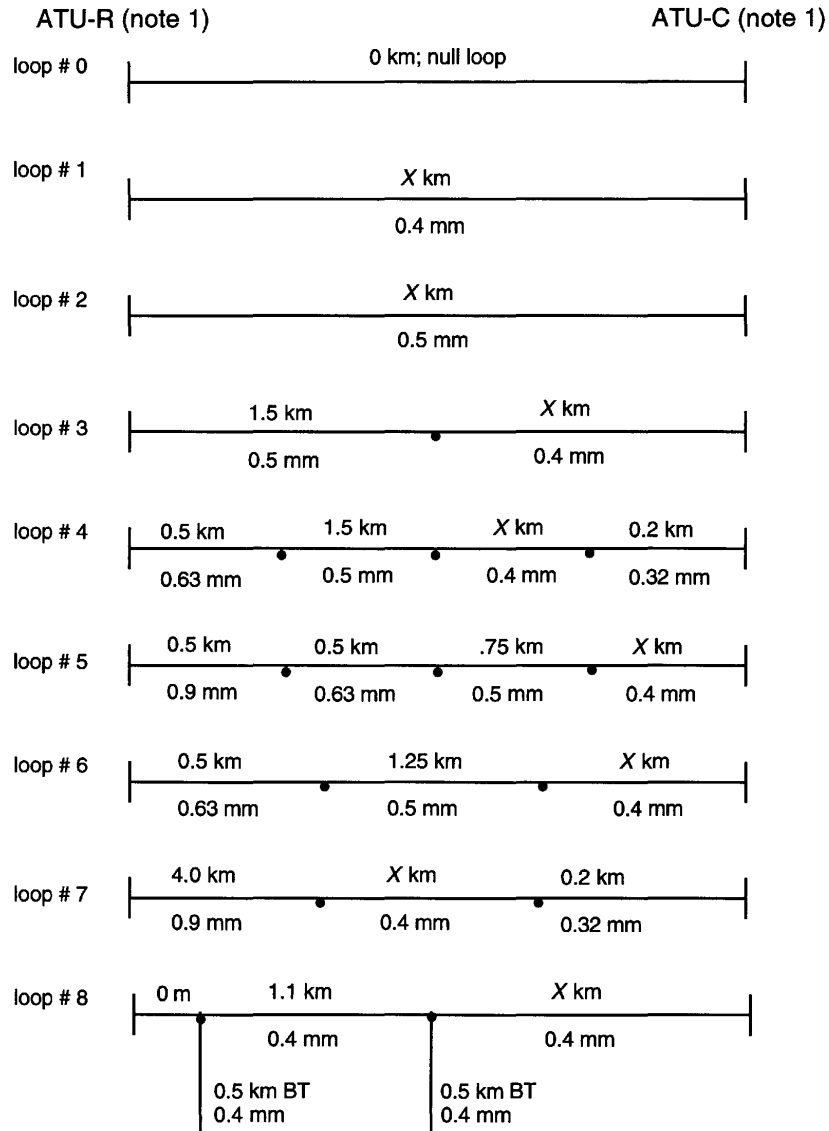 ATU-R (note 1) ATU-C (note 1)
loop # 0
0 km; null loop
loop # 1
X km
0.4 mm
loop # 2
X km
0.5 mm
loop # 3
1.5 km X km
0.5 mm 0.4 mm
loop # 4
0.5 km 1.5 km X km 0.2 km
0.63 mm 0.5 mm 0.4 mm 0.32 mm
loop # 5
0.5 km 0.5 km .75 km X km
0.9 mm 0.63 mm 0.5 mm 0.4 mm
loop # 6
0.5 km 1.25 km X km
0.63 mm 0.5 mm 0.4 mm
loop # 7
4.0 km X km 0.2 km
0.9 mm 0.4 mm 0.32 mm
loop # 8
0 m 1.1 km X km
0.4 mm 0.4 mm
0.5 km BT 0.5 km BT
0.4 mm 0.4 mm